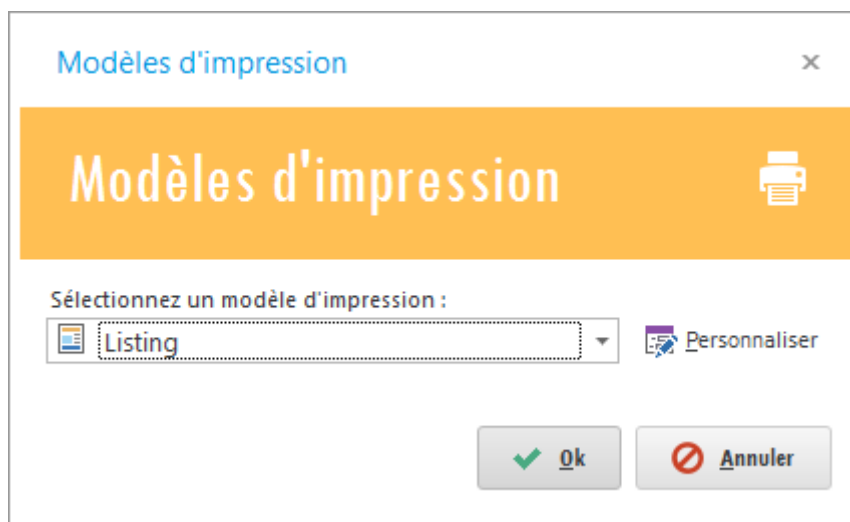 Modèles d'impression
Modèles d'impression
Sélectionnez un modèle d'impression :
Listing
Personnaliser
Ok
Annuler